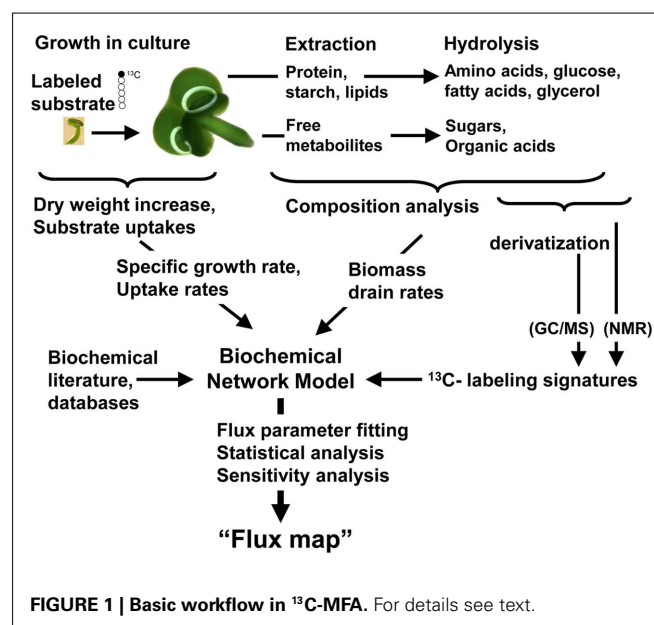 Growth in culture
Labeled
substrate
¹³C
Extraction
Protein,
starch, lipids
Free
metaboilites
Hydrolysis
Amino acids, glucose,
fatty acids, glycerol
Sugars,
Organic acids
Dry weight increase,
Substrate uptakes
Composition analysis
derivatization
Specific growth rate,
Uptake rates
Biomass
drain rates
(GC/MS) (NMR)
Biochemical
literature,
databases
Biochemical
Network Model
¹³C- labeling signatures
Flux parameter fitting
Statistical analysis
Sensitivity analysis
“Flux map”
FIGURE 1 | Basic workflow in ¹³C-MFA. For details see text.